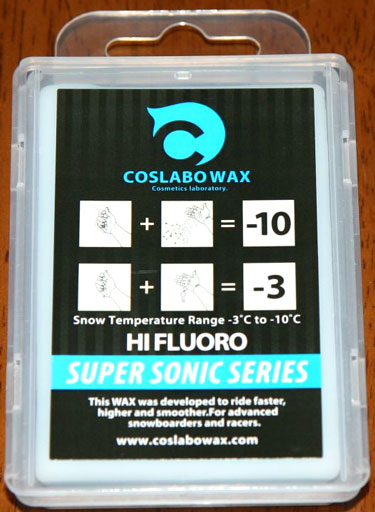 COSLABO WAX
Cosmetics laboratory.
+ = -10
+ = -3
Snow Temperature Range -3˚C to -10˚C
HI FLUORO
SUPER SONIC SERIES
This WAX was developed to ride faster,
higher and smoother.For advanced
snowboarders and racers.
www.coslabowax.com